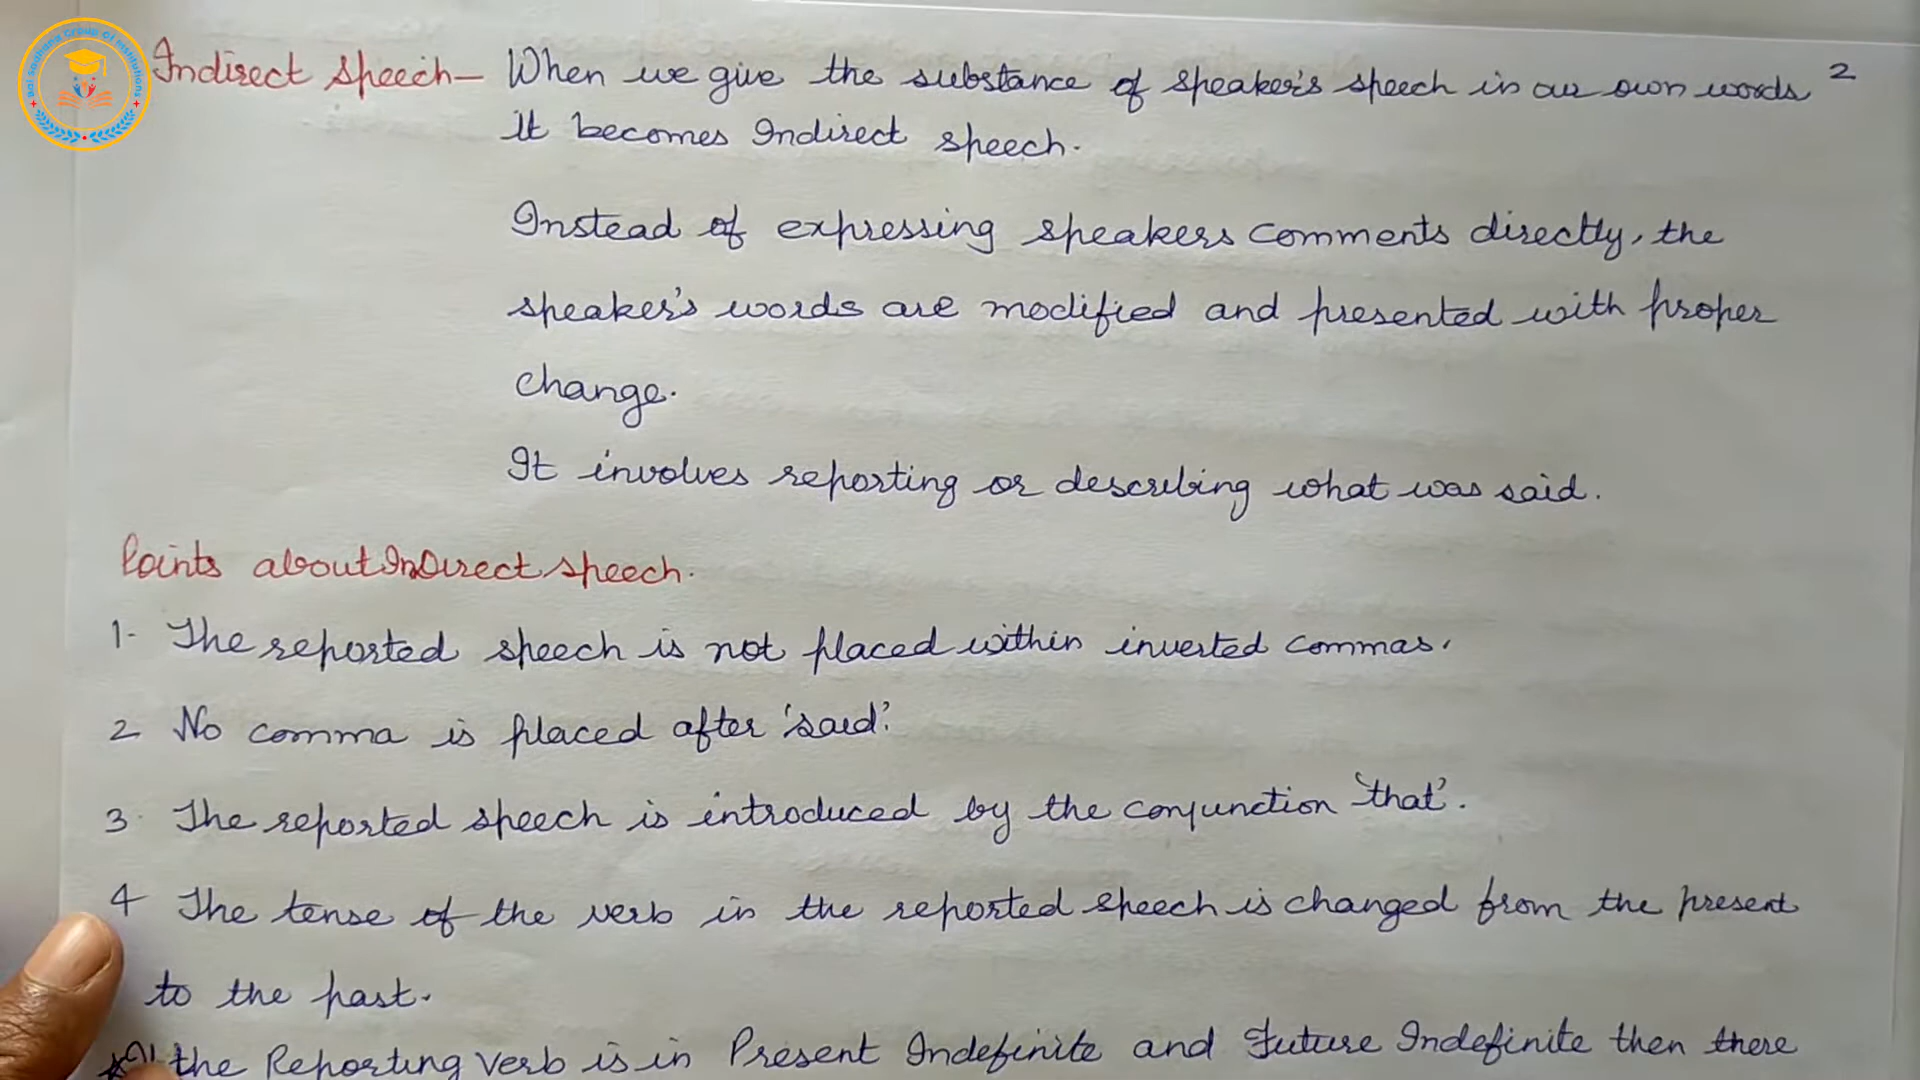 Bal Sadhana Group of Institutions
Indirect Speech— When we give the substance of speaker's speech in our own words 2
It becomes Indirect speech.
Instead of expressing speakers comments directly, the
speaker's words are modified and presented with proper
change.
It involves reporting or describing what was said.
Points about InDirect speech.
1. The reported speech is not placed within inverted commas.
2 No comma is placed after 'said'.
3. The reported speech is introduced by the conjunction 'that'.
4 The tense of the verb in the reported speech is changed from the present
to the past.
the Reporting Verb is in Present Indefinite and Future Indefinite then there